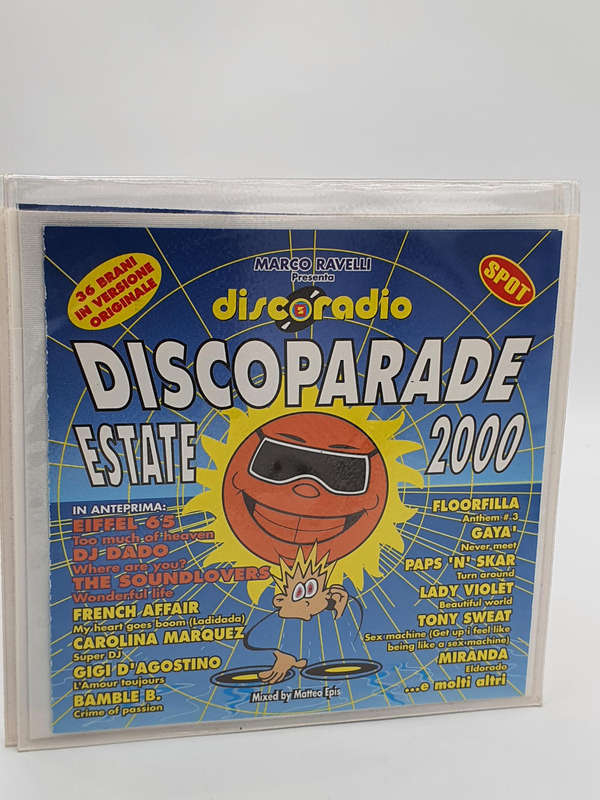 36 BRANI
IN VERSIONE
ORIGINALE
MARCO RAVELLI
Presenta
discoradio
SPOT
DISCOPARADE
ESTATE 2000
IN ANTEPRIMA:
EIFFEL 65
Too much of heaven
DJ DADO
Where are you?
THE SOUNDLOVERS
Wonderful life
FRENCH AFFAIR
My heart goes boom (Ladidada)
CAROLINA MARQUEZ
Super DJ
GIGI D'AGOSTINO
L'Amour toujours
BAMBLE B.
Crime of passion
FLOORFILLA
Anthem # 3
GAYA'
Never meet
PAPS 'N' SKAR
Turn around
LADY VIOLET
Beautiful world
TONY SWEAT
Sex machine (Get up i feel like
being like a sex machine)
MIRANDA
Eldorado
...e molti altri
Mixed by Matteo Epis